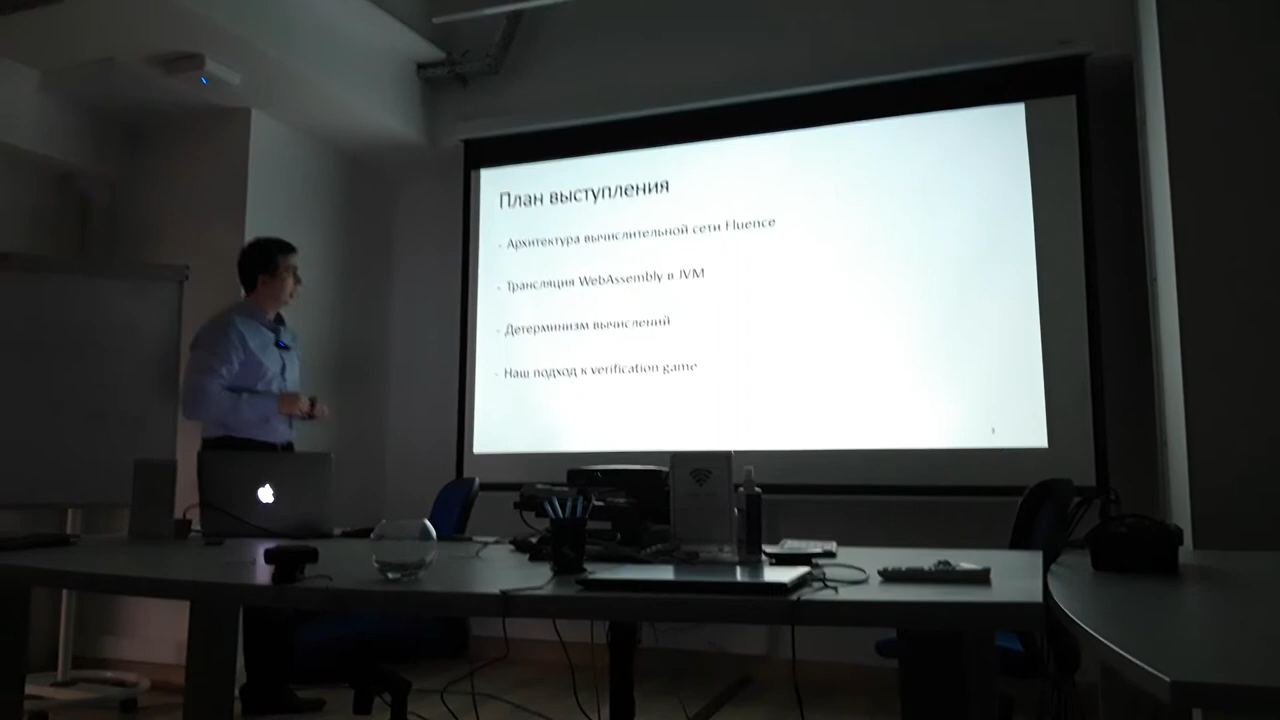 План выступления
- Архитектура вычислительной сети Fluence
- Трансляция WebAssembly в JVM
- Детерминизм вычислений
- Наш подход к verification game